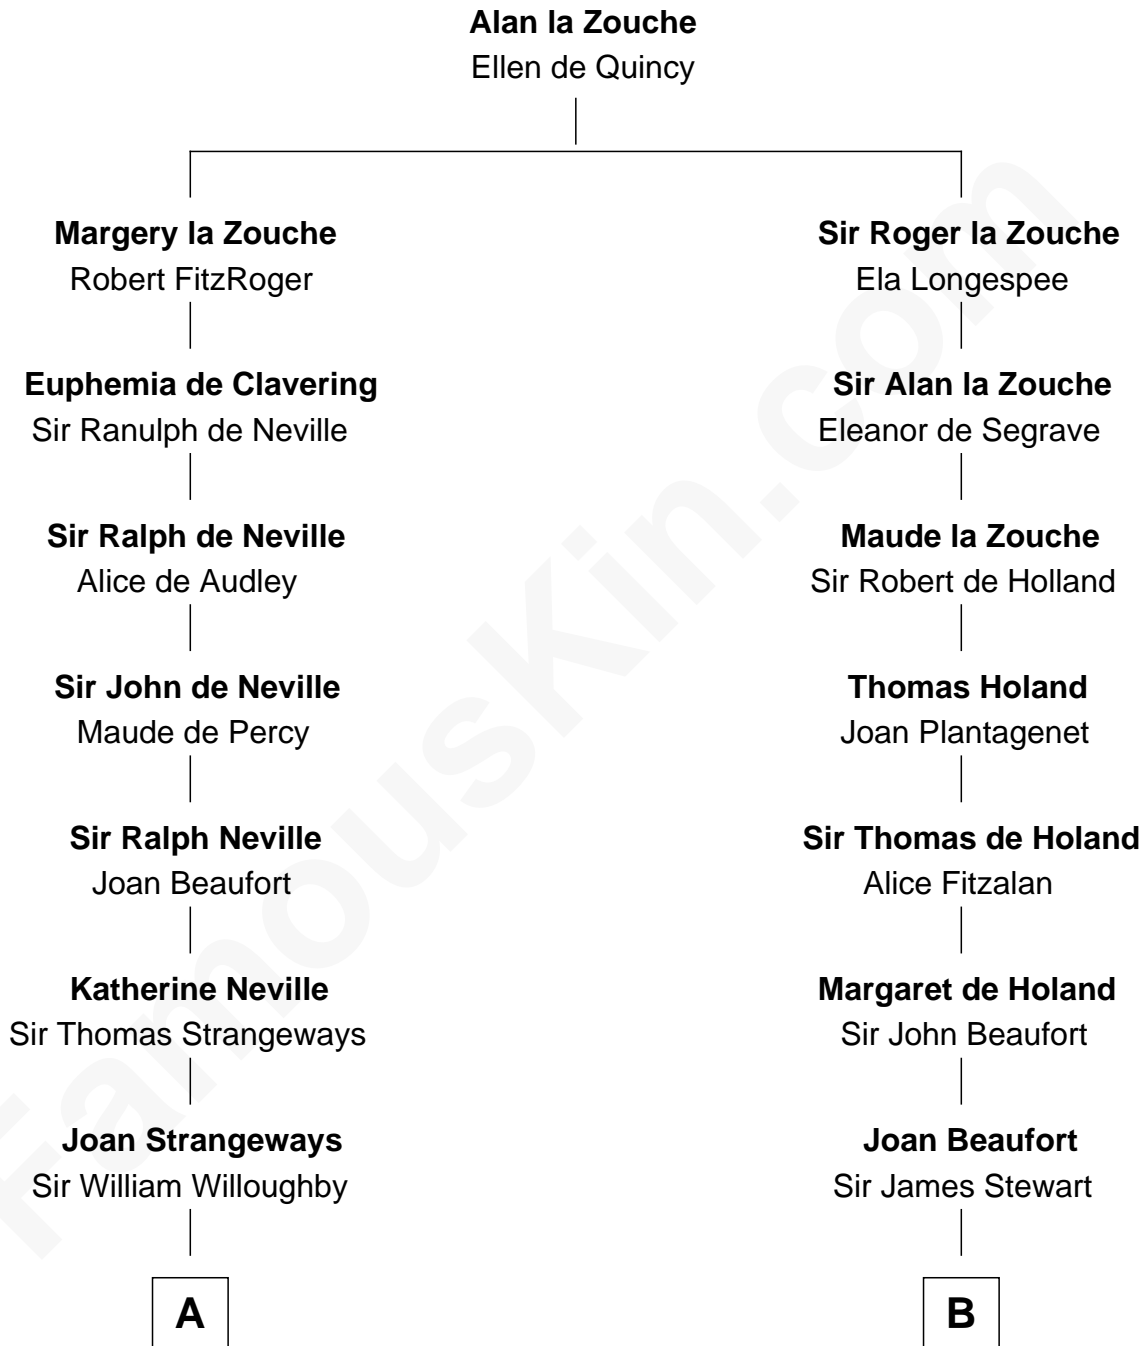 Alan la Zouche
Ellen de Quincy
Margery la Zouche
Robert FitzRoger
Sir Roger la Zouche
Ela Longespee
Euphemia de Clavering
Sir Ranulph de Neville
Sir Alan la Zouche
Eleanor de Segrave
Sir Ralph de Neville
Alice de Audley
Maude la Zouche
Sir Robert de Holland
Sir John de Neville
Maude de Percy
Thomas Holand
Joan Plantagenet
Sir Ralph Neville
Joan Beaufort
Sir Thomas de Holand
Alice Fitzalan
Katherine Neville
Sir Thomas Strangeways
Margaret de Holand
Sir John Beaufort
Joan Strangeways
Sir William Willoughby
Joan Beaufort
Sir James Stewart
A
B
FamousKin.com